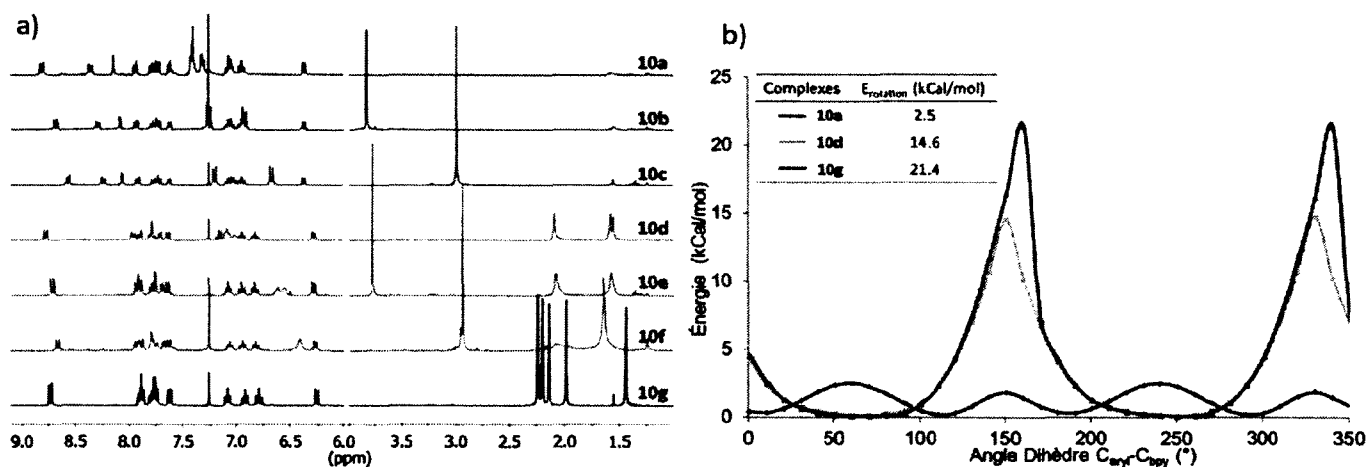 a)
10a
10b
10c
10d
10e
10f
10g
9.0 8.5 8.0 7.5 7.0 6.5 6.0 3.5 3.0 2.5 2.0 1.5
(ppm)
b)
Complexes E_rotation (kCal/mol)
10a 2.5
10d 14.6
10g 21.4
Énergie (kCal/mol)
25
20
15
10
5
0
0 50 100 150 200 250 300 350
Angle Dihèdre C_aryl-C_bpy (°)